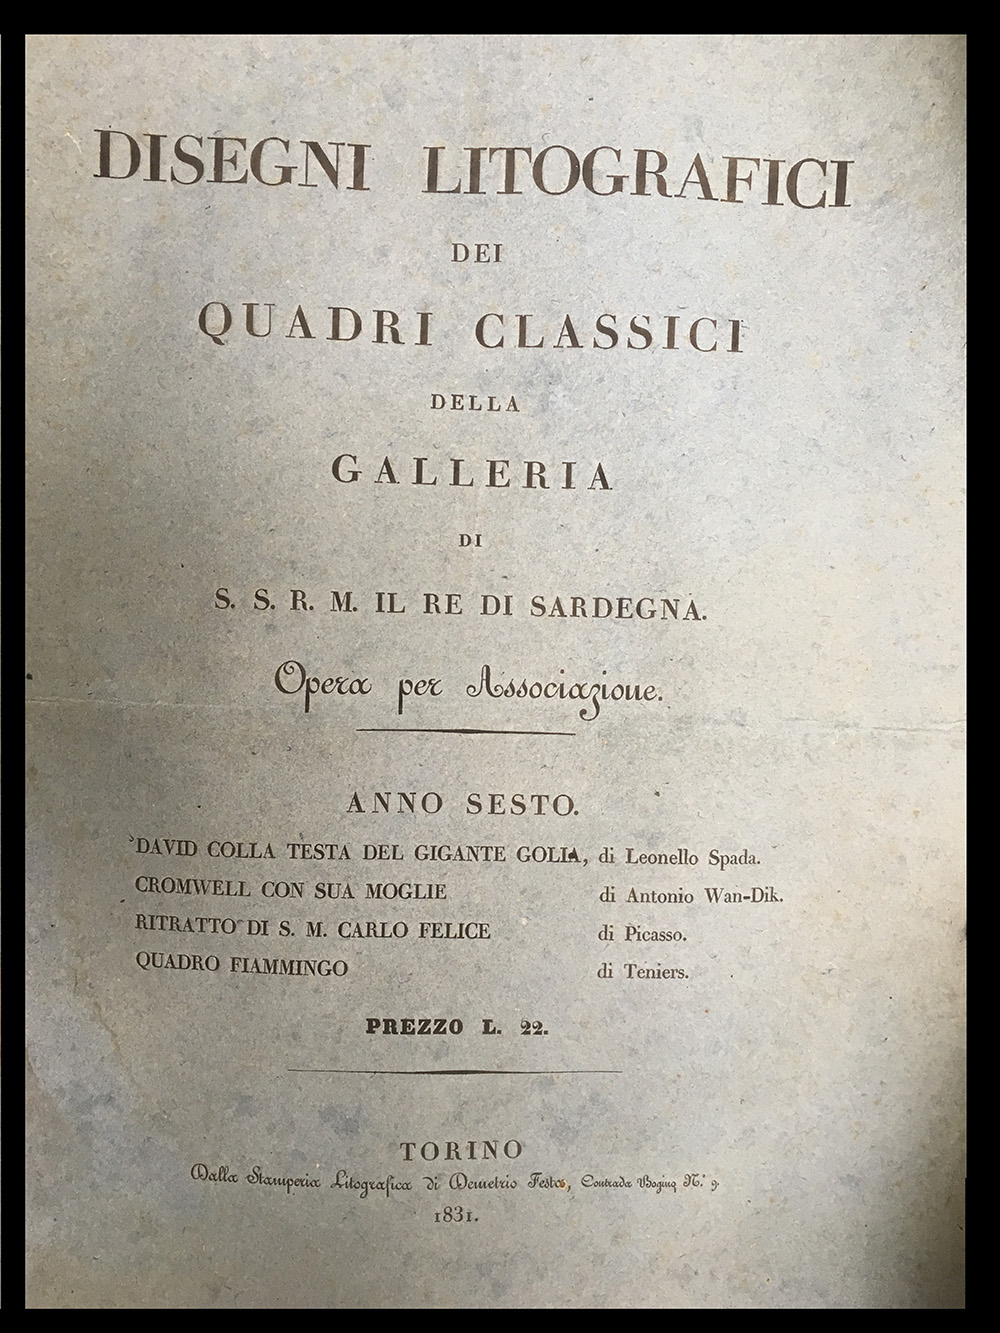 DISEGNI LITOGRAFICI
DEI
QUADRI CLASSICI
DELLA
GALLERIA
DI
S. S. R. M. IL RE DI SARDEGNA.
Opera per Associazione.
ANNO SESTO.
DAVID COLLA TESTA DEL GIGANTE GOLIA, di Leonello Spada.
CROMWELL CON SUA MOGLIE di Antonio Wan-Dik.
RITRATTO DI S. M. CARLO FELICE di Picasso.
QUADRO FIAMMINGO di Teniers.
PREZZO L. 22.
TORINO
Dalla Stamperia Litografica di Demetrio Festa, Contrada Bogino N.° 9.
1831.